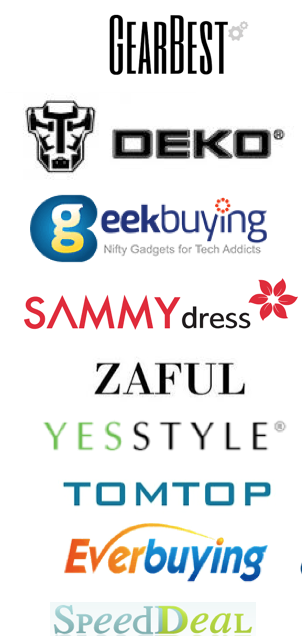 GEARBEST
DEKO®
geekbuying
Nifty Gadgets for Tech Addicts
SAMMYdress
ZAFUL
YESSTYLE®
TOMTOP
Everbuying
SPEEDDEAL